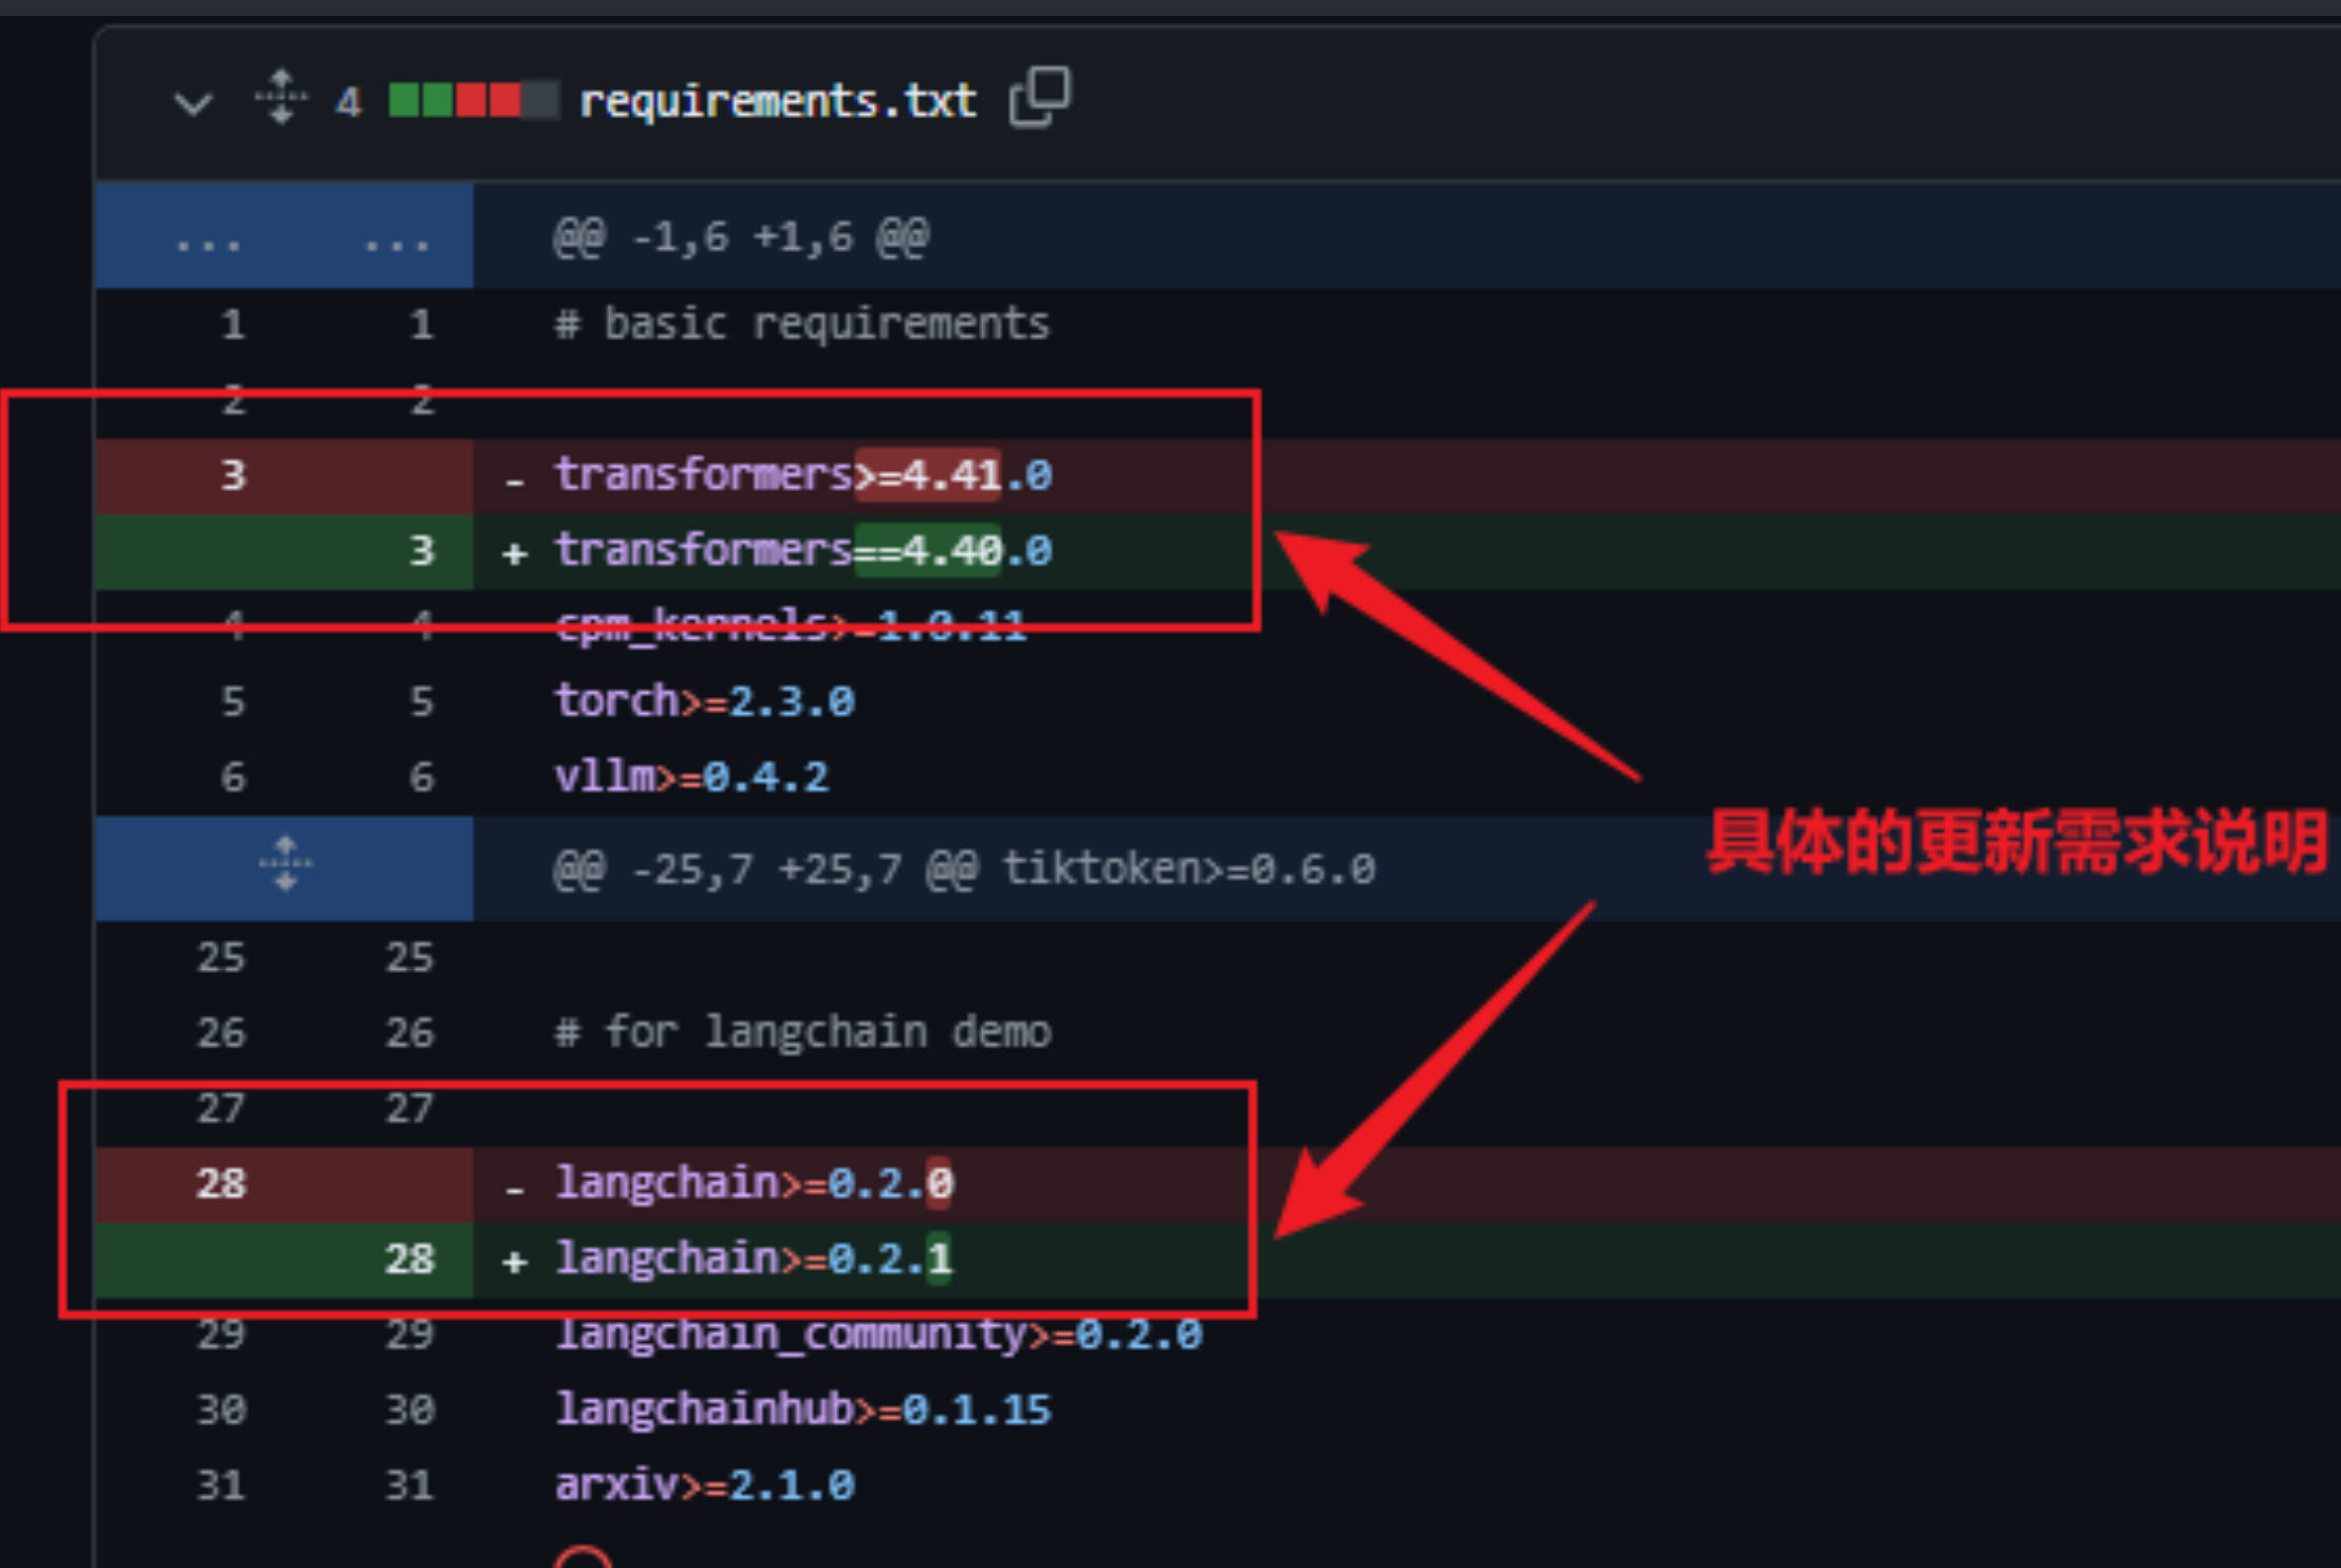 4 requirements.txt
... ... @@ -1,6 +1,6 @@
1 1 # basic requirements
2 2
3 - transformers>=4.41.0
3 + transformers==4.40.0
4 4 cpm_kernels>=1.0.11
5 5 torch>=2.3.0
6 6 vllm>=0.4.2
具体的更新需求说明
@@ -25,7 +25,7 @@ tiktoken>=0.6.0
25 25
26 26 # for langchain demo
27 27
28 - langchain>=0.2.0
28 + langchain>=0.2.1
29 29 langchain_community>=0.2.0
30 30 langchainhub>=0.1.15
31 31 arxiv>=2.1.0